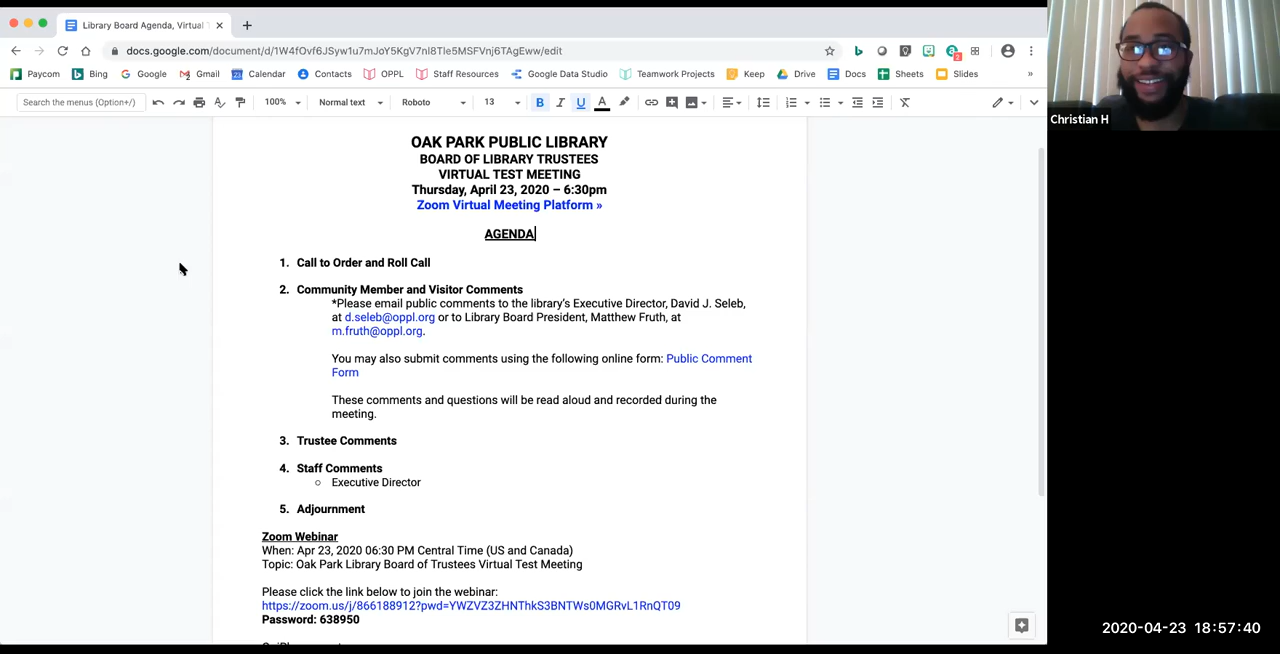 Library Board Agenda, Virtual
docs.google.com/document/d/1W4fOvf6JSyw1u7mJoY5KgV7nl8Tle5MSFVnj6TAgEww/edit
Paycom Bing Google Gmail Calendar Contacts OPPL Staff Resources Google Data Studio Teamwork Projects Keep Drive Docs Sheets Slides »
Search the menus (Option+/) 100% Normal text Roboto 13 B I U A
Christian H
OAK PARK PUBLIC LIBRARY
BOARD OF LIBRARY TRUSTEES
VIRTUAL TEST MEETING
Thursday, April 23, 2020 – 6:30pm
Zoom Virtual Meeting Platform »
AGENDA
1. Call to Order and Roll Call
2. Community Member and Visitor Comments
*Please email public comments to the library's Executive Director, David J. Seleb,
at d.seleb@oppl.org or to Library Board President, Matthew Fruth, at
m.fruth@oppl.org.
You may also submit comments using the following online form: Public Comment
Form
These comments and questions will be read aloud and recorded during the
meeting.
3. Trustee Comments
4. Staff Comments
○ Executive Director
5. Adjournment
Zoom Webinar
When: Apr 23, 2020 06:30 PM Central Time (US and Canada)
Topic: Oak Park Library Board of Trustees Virtual Test Meeting
Please click the link below to join the webinar:
https://zoom.us/j/866188912?pwd=YWZVZ3ZHNThkS3BNTWs0MGRvL1RnQT09
Password: 638950
2020-04-23 18:57:40